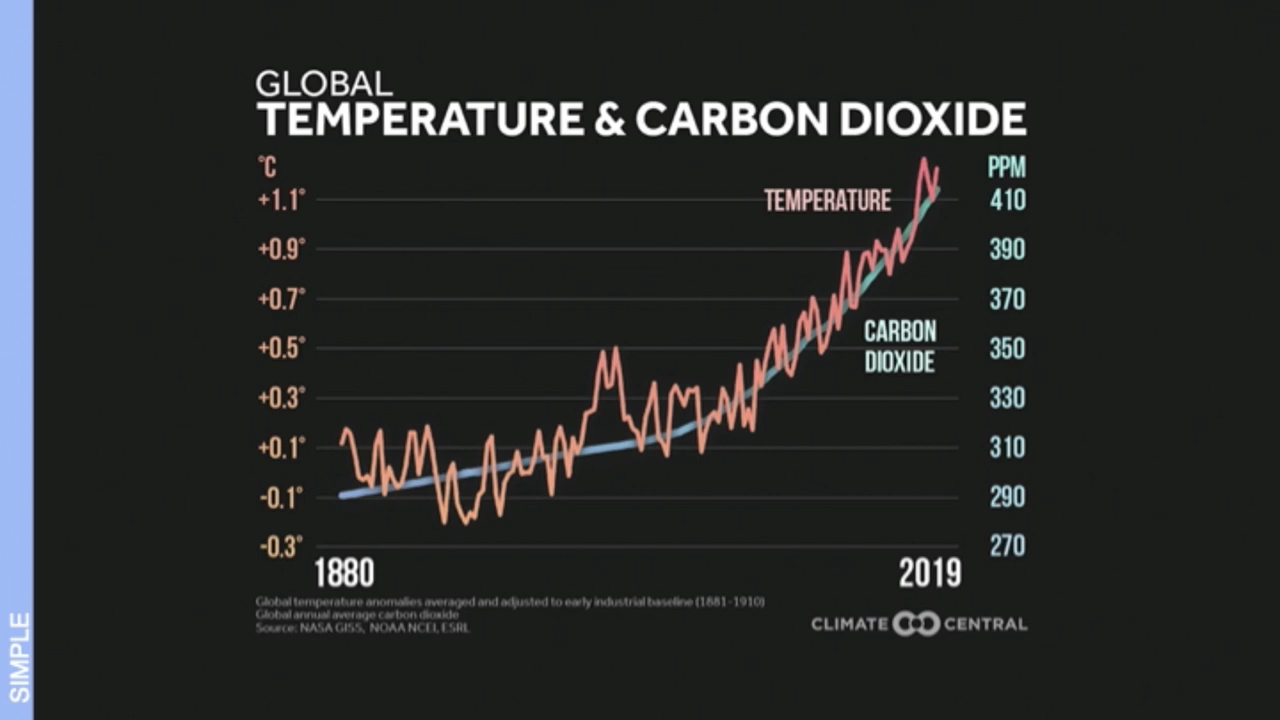 GLOBAL
TEMPERATURE & CARBON DIOXIDE
°C
PPM
+1.1°
TEMPERATURE
410
+0.9°
390
+0.7°
370
CARBON
DIOXIDE
+0.5°
350
+0.3°
330
+0.1°
310
-0.1°
290
-0.3°
270
1880
2019
Global temperature anomalies averaged and adjusted to early industrial baseline (1881-1910)
Global annual average carbon dioxide
Source: NASA GISS, NOAA NCEI, ESRL
CLIMATE CENTRAL
SIMPLE